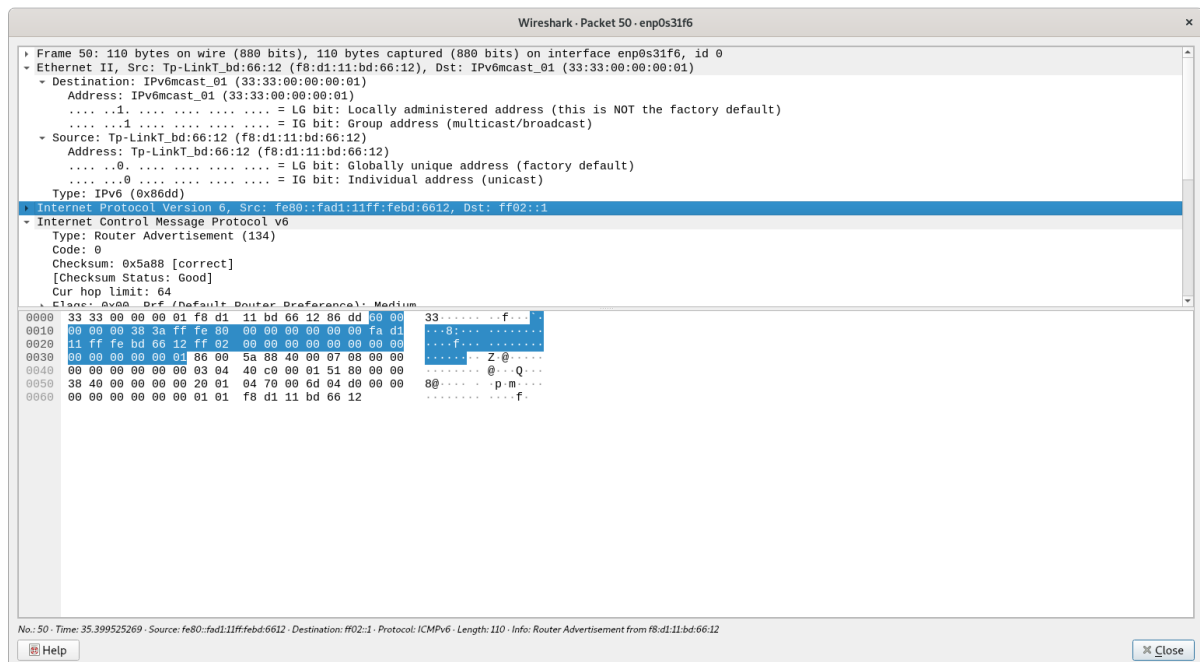 Wireshark · Packet 50 · enp0s31f6
Frame 50: 110 bytes on wire (880 bits), 110 bytes captured (880 bits) on interface enp0s31f6, id 0
Ethernet II, Src: Tp-LinkT_bd:66:12 (f8:d1:11:bd:66:12), Dst: IPv6mcast_01 (33:33:00:00:00:01)
Destination: IPv6mcast_01 (33:33:00:00:00:01)
Address: IPv6mcast_01 (33:33:00:00:00:01)
.... ..1. .... .... .... .... = LG bit: Locally administered address (this is NOT the factory default)
.... ...1 .... .... .... .... = IG bit: Group address (multicast/broadcast)
Source: Tp-LinkT_bd:66:12 (f8:d1:11:bd:66:12)
Address: Tp-LinkT_bd:66:12 (f8:d1:11:bd:66:12)
.... ..0. .... .... .... .... = LG bit: Globally unique address (factory default)
.... ...0 .... .... .... .... = IG bit: Individual address (unicast)
Type: IPv6 (0x86dd)
Internet Protocol Version 6, Src: fe80::fad1:11ff:febd:6612, Dst: ff02::1
Internet Control Message Protocol v6
Type: Router Advertisement (134)
Code: 0
Checksum: 0x5a88 [correct]
[Checksum Status: Good]
Cur hop limit: 64
Flags: 0x00, Prf (Default Router Preference): Medium
0000 33 33 00 00 00 01 f8 d1 11 bd 66 12 86 dd 60 00 33······ ··f···`·
0010 00 00 00 38 3a ff fe 80 00 00 00 00 00 00 fa d1 ···8:··· ········
0020 11 ff fe bd 66 12 ff 02 00 00 00 00 00 00 00 00 ····f··· ········
0030 00 00 00 00 00 01 86 00 5a 88 40 00 07 08 00 00 ········ Z·@·····
0040 00 00 00 00 00 00 03 04 40 c0 00 01 51 80 00 00 ········ @···Q···
0050 38 40 00 00 00 00 20 01 04 70 00 6d 04 d0 00 00 8@···· · ·p·m····
0060 00 00 00 00 00 00 01 01 f8 d1 11 bd 66 12 ········ ····f·
No.: 50 · Time: 35.399525269 · Source: fe80::fad1:11ff:febd:6612 · Destination: ff02::1 · Protocol: ICMPv6 · Length: 110 · Info: Router Advertisement from f8:d1:11:bd:66:12
Help
Close